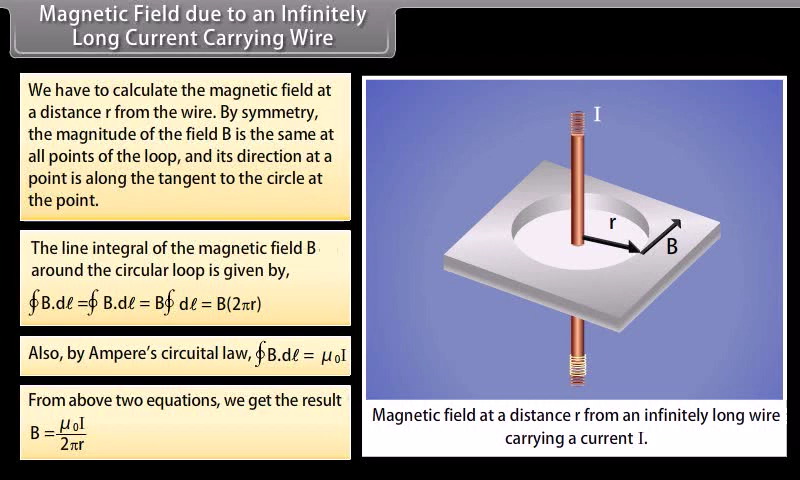 Magnetic Field due to an Infinitely
Long Current Carrying Wire
We have to calculate the magnetic field at
a distance r from the wire. By symmetry,
the magnitude of the field B is the same at
all points of the loop, and its direction at a
point is along the tangent to the circle at
the point.
The line integral of the magnetic field B
around the circular loop is given by,
∮B.dℓ =∮ B.dℓ = B∮ dℓ = B(2πr)
Also, by Ampere's circuital law, ∮B.dℓ = μ₀I
From above two equations, we get the result
B = μ₀I
2πr
I
r
B
Magnetic field at a distance r from an infinitely long wire
carrying a current I.